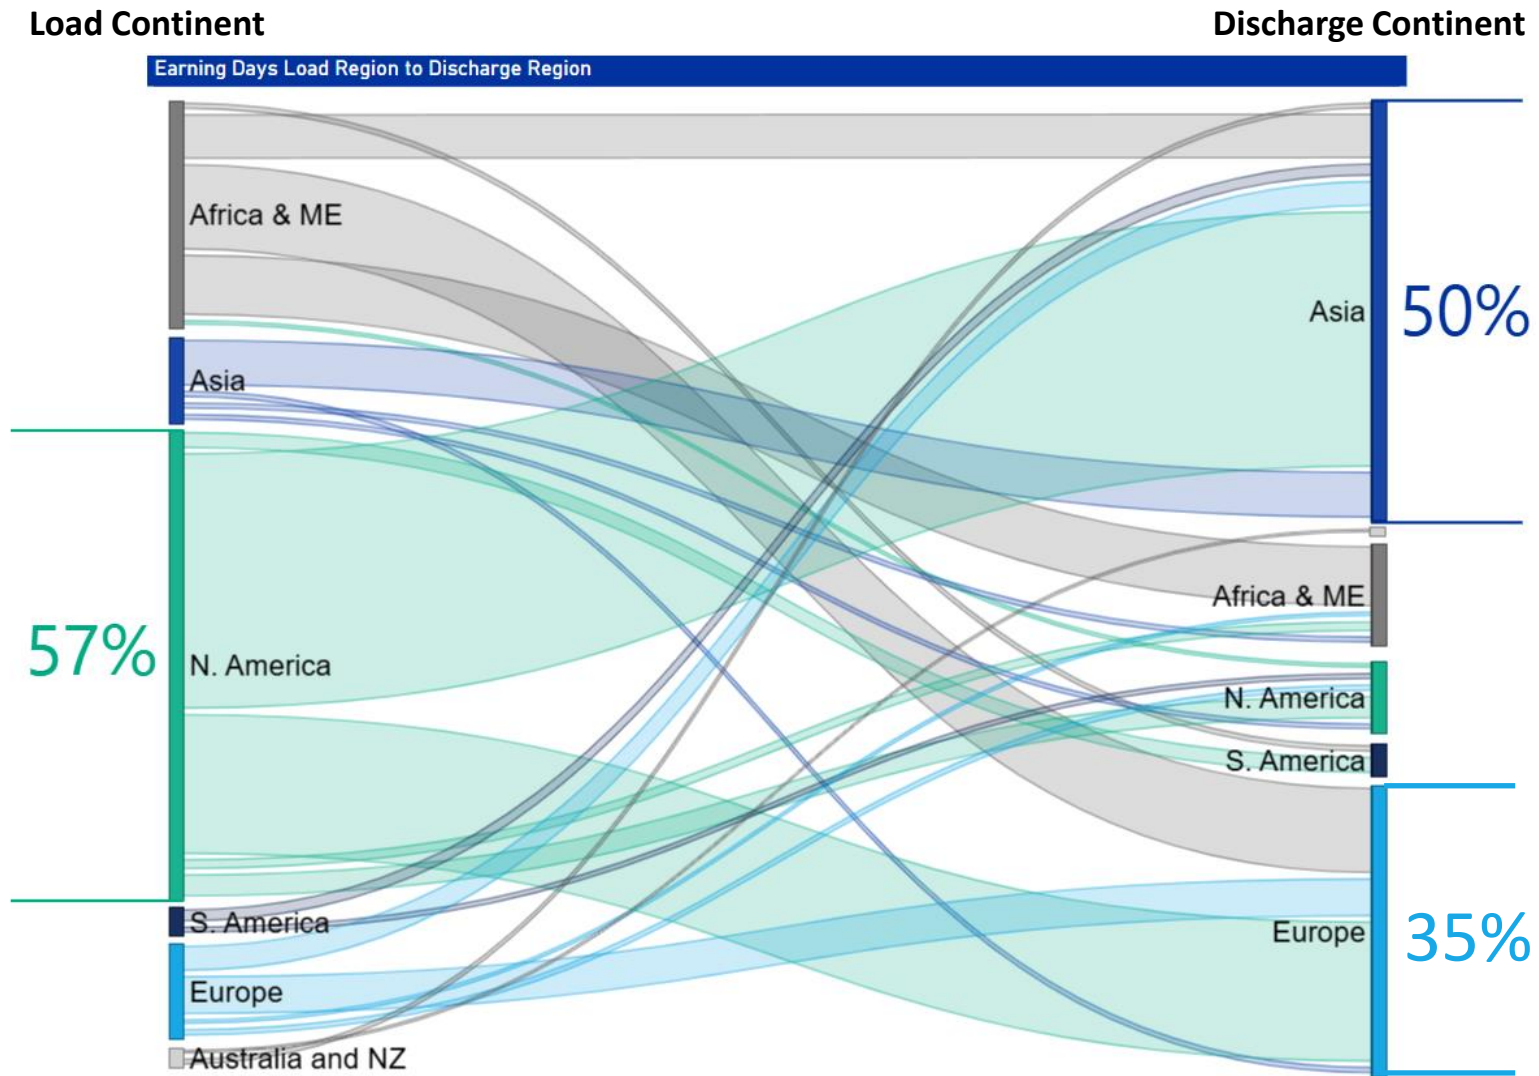 Load Continent
Discharge Continent
Earning Days Load Region to Discharge Region
Africa & ME
Asia
57%
N. America
S. America
Europe
Australia and NZ
Asia
50%
Africa & ME
N. America
S. America
Europe
35%